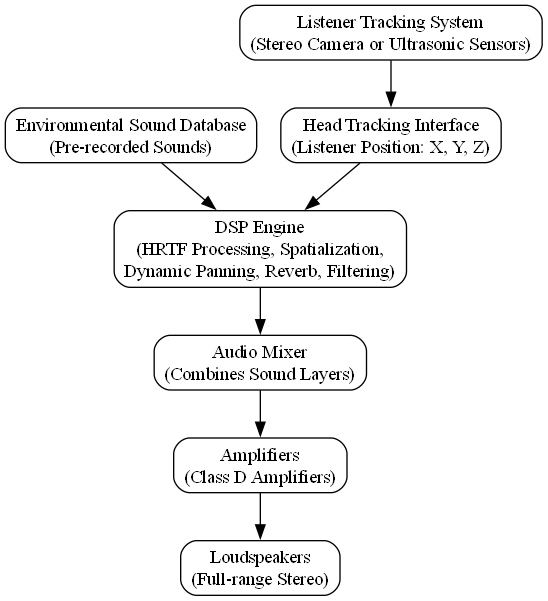 Listener Tracking System
(Stereo Camera or Ultrasonic Sensors)
Environmental Sound Database
(Pre-recorded Sounds)
Head Tracking Interface
(Listener Position: X, Y, Z)
DSP Engine
(HRTF Processing, Spatialization,
Dynamic Panning, Reverb, Filtering)
Audio Mixer
(Combines Sound Layers)
Amplifiers
(Class D Amplifiers)
Loudspeakers
(Full-range Stereo)